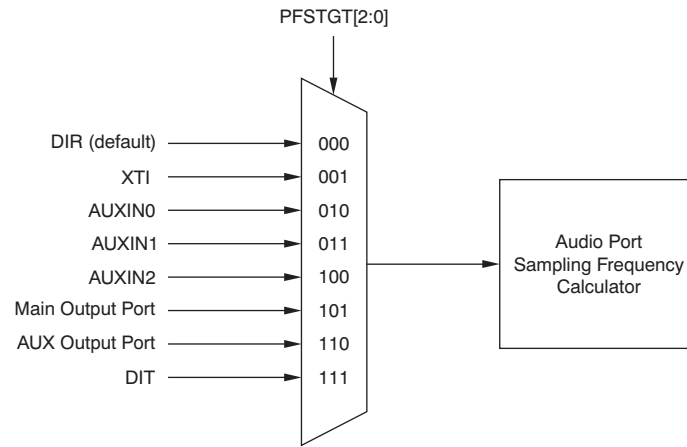 PFSTGT[2:0]
DIR (default) 000
XTI 001
AUXIN0 010
AUXIN1 011
AUXIN2 100
Main Output Port 101
AUX Output Port 110
DIT 111
Audio Port
Sampling Frequency
Calculator